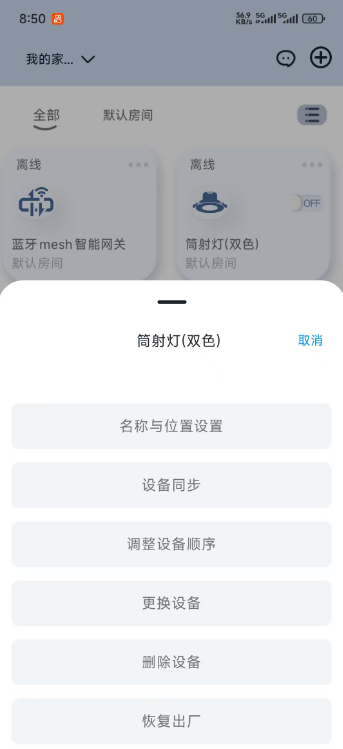 8:50
36.9 KB/s 5G 5G 60
我的家...
全部 默认房间
离线 离线
OFF
蓝牙mesh智能网关 筒射灯(双色)
默认房间 默认房间
筒射灯(双色) 取消
名称与位置设置
设备同步
调整设备顺序
更换设备
删除设备
恢复出厂